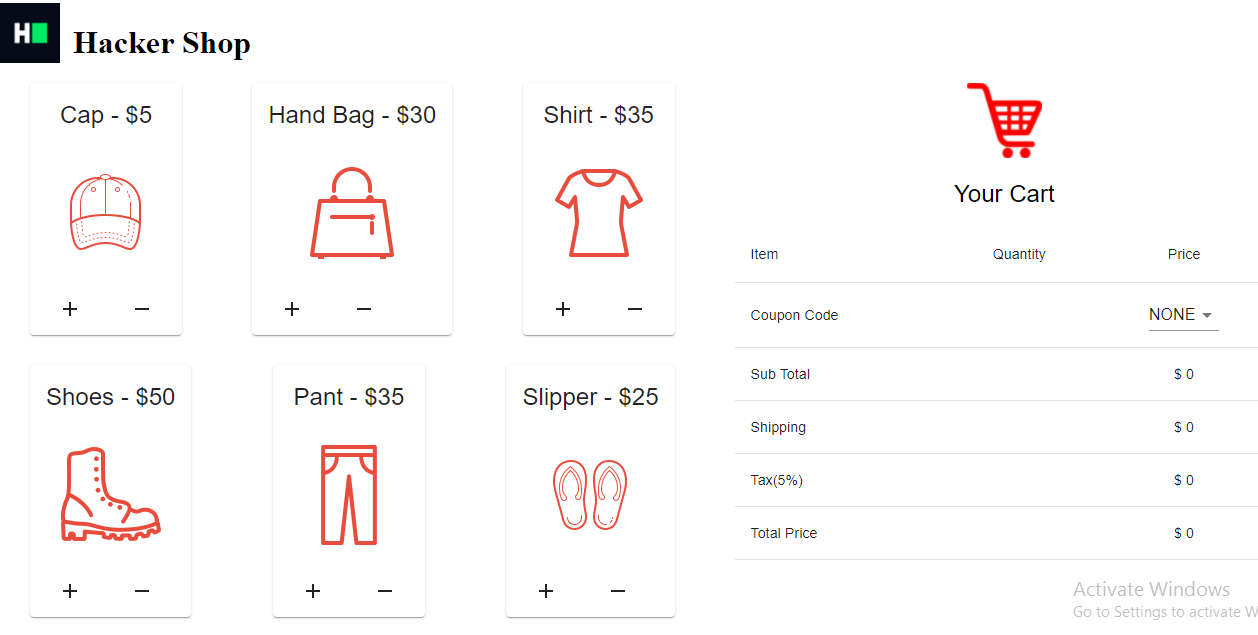 H
Hacker Shop
Cap - $5
Hand Bag - $30
Shirt - $35
+ −
+ −
+ −
Shoes - $50
Pant - $35
Slipper - $25
+ −
+ −
+ −
Your Cart
Item Quantity Price
Coupon Code NONE
Sub Total $ 0
Shipping $ 0
Tax(5%) $ 0
Total Price $ 0
Activate Windows
Go to Settings to activate W